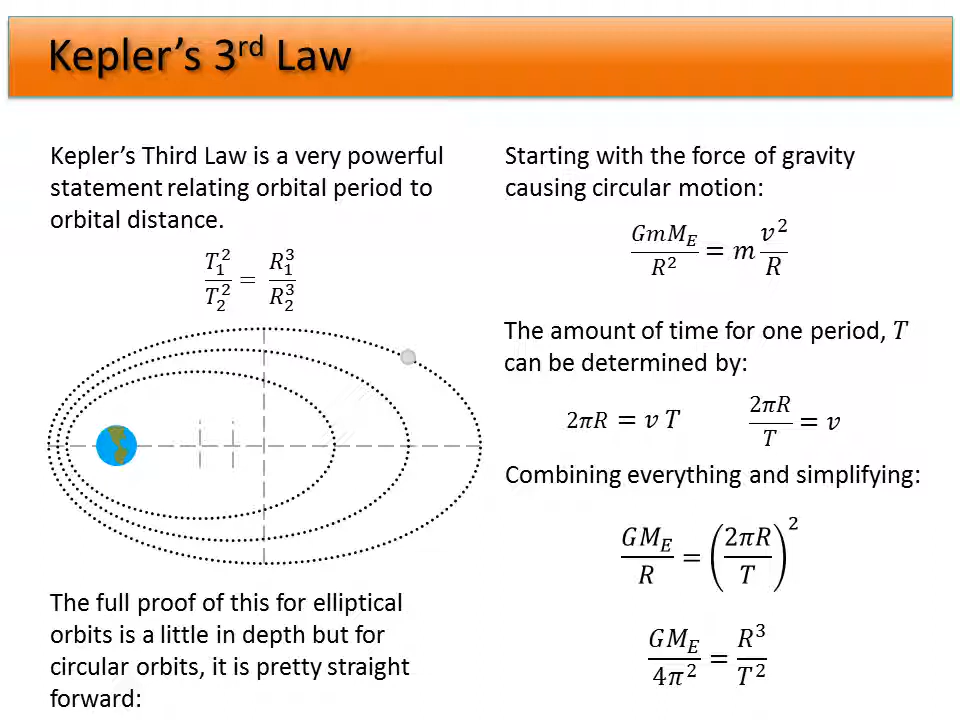 Kepler's 3rd Law
Kepler's Third Law is a very powerful
statement relating orbital period to
orbital distance.
T₁²/T₂² = R₁³/R₂³
The full proof of this for elliptical
orbits is a little in depth but for
circular orbits, it is pretty straight
forward:
Starting with the force of gravity
causing circular motion:
GmM_E/R² = m v²/R
The amount of time for one period, T
can be determined by:
2πR = v T    2πR/T = v
Combining everything and simplifying:
GM_E/R = (2πR/T)²
GM_E/4π² = R³/T²